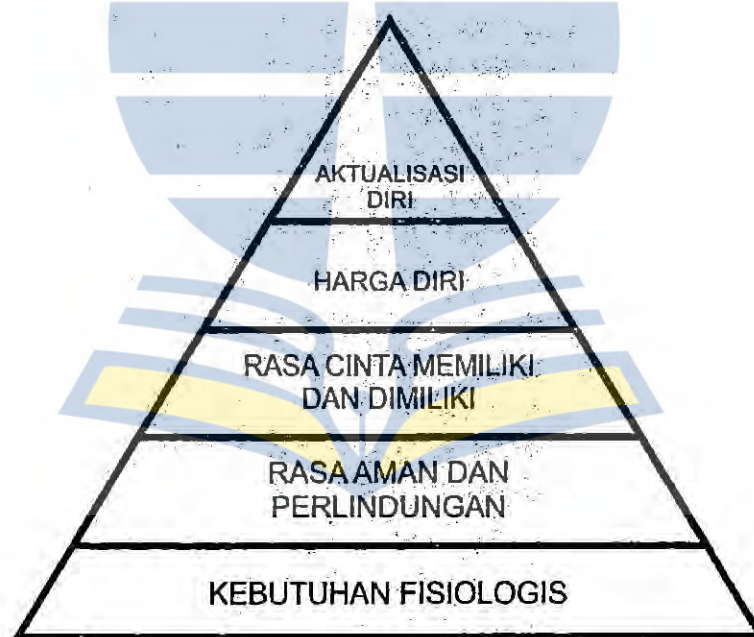 AKTUALISASI
DIRI
HARGA DIRI
RASA CINTA MEMILIKI
DAN DIMILIKI
RASA AMAN DAN
PERLINDUNGAN
KEBUTUHAN FISIOLOGIS